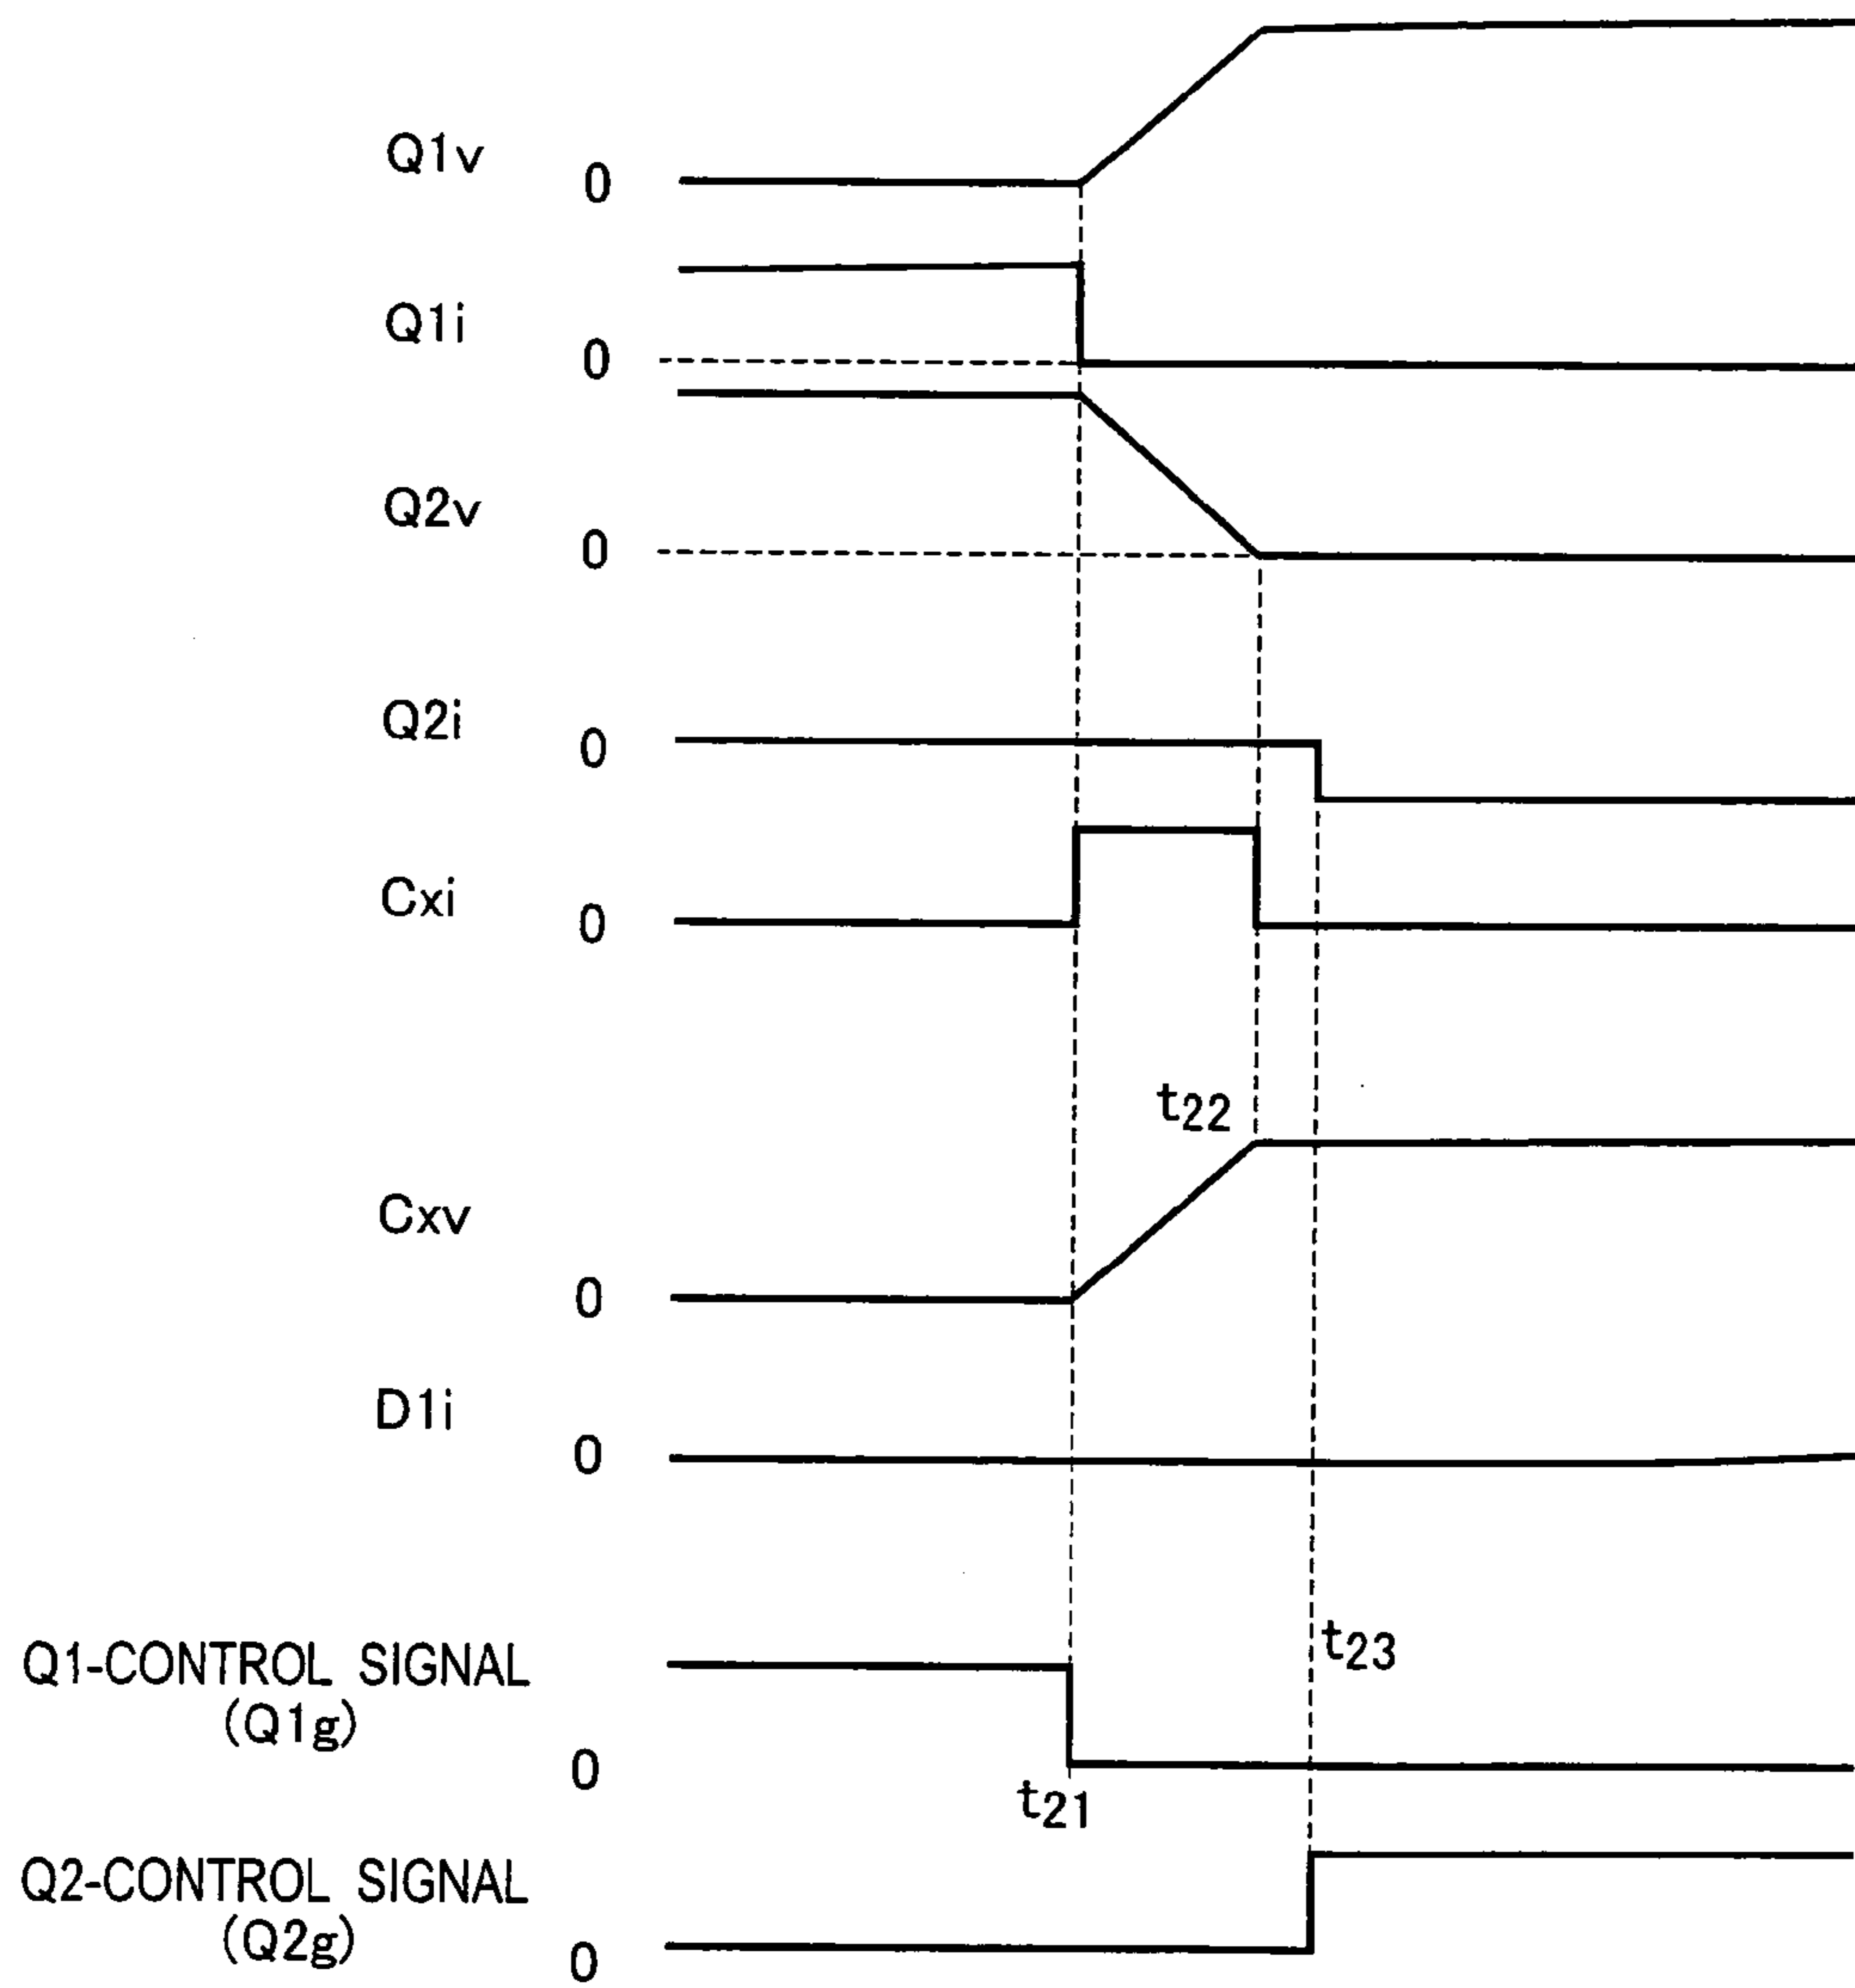 Q1v
0
Q1i
0
Q2v
0
Q2i
0
Cxi
0
t22
Cxv
0
D1i
0
Q1-CONTROL SIGNAL
(Q1g)
0
t23
t21
Q2-CONTROL SIGNAL
(Q2g)
0